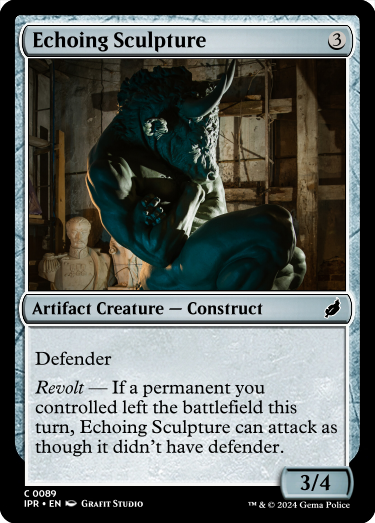 Echoing Sculpture 3
Artifact Creature — Construct
Defender
Revolt — If a permanent you
controlled left the battlefield this
turn, Echoing Sculpture can attack as
though it didn't have defender.
3/4
C 0089
IPR • EN Grafit Studio
™ & © 2024 Gema Police